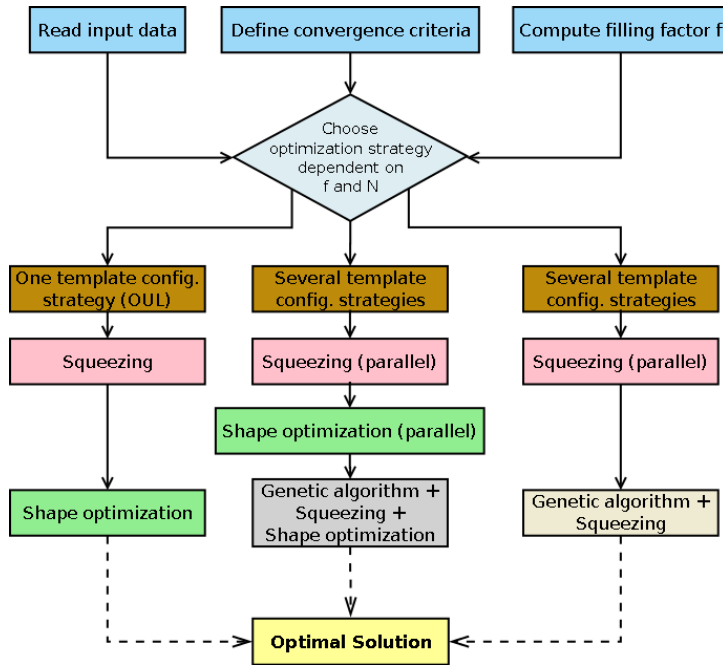 Read input data
Define convergence criteria
Compute filling factor f
Choose
optimization strategy
dependent on
f and N
One template config.
strategy (OUL)
Several template
config. strategies
Several template
config. strategies
Squeezing
Squeezing (parallel)
Squeezing (parallel)
Shape optimization (parallel)
Shape optimization
Genetic algorithm +
Squeezing +
Shape optimization
Genetic algorithm +
Squeezing
Optimal Solution